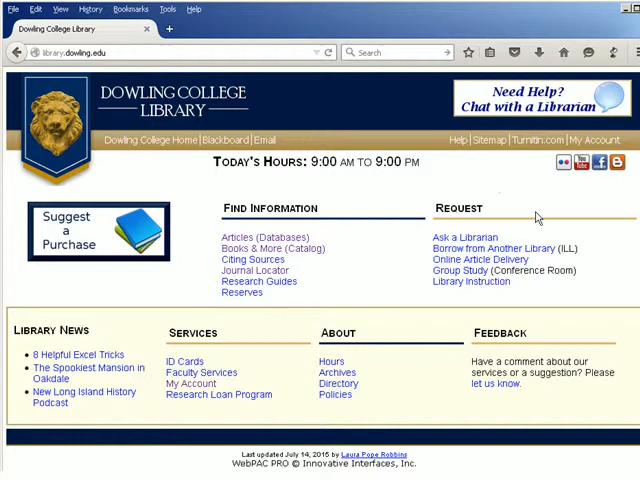 File Edit View History Bookmarks Tools Help
Dowling College Library
library.dowling.edu
Search
DOWLING COLLEGE
LIBRARY
Need Help?
Chat with a Librarian
Dowling College Home | Blackboard | Email
Help | Sitemap | Turnitin.com | My Account
TODAY'S HOURS: 9:00 AM TO 9:00 PM
You Tube
Suggest
a
Purchase
FIND INFORMATION
Articles (Databases)
Books & More (Catalog)
Citing Sources
Journal Locator
Research Guides
Reserves
REQUEST
Ask a Librarian
Borrow from Another Library (ILL)
Online Article Delivery
Group Study (Conference Room)
Library Instruction
LIBRARY NEWS
8 Helpful Excel Tricks
The Spookiest Mansion in
Oakdale
New Long Island History
Podcast
SERVICES
ID Cards
Faculty Services
My Account
Research Loan Program
ABOUT
Hours
Archives
Directory
Policies
FEEDBACK
Have a comment about our
services or a suggestion? Please
let us know.
Last updated July 14, 2015 by Laura Pope Robbins
WebPAC PRO © Innovative Interfaces, Inc.